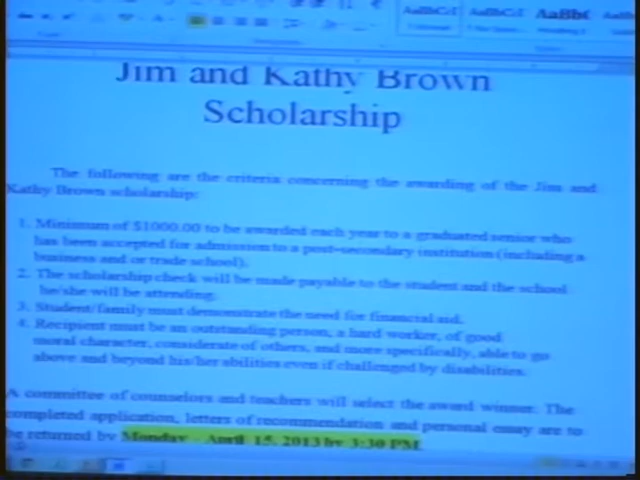 Jim and Kathy Brown
Scholarship
The following are the criteria concerning the awarding of the Jim and
Kathy Brown scholarship:
1. Minimum of $1000.00 to be awarded each year to a graduated senior who
has been accepted for admission to a post-secondary institution (including a
business and or trade school).
2. The scholarship check will be made payable to the student and the school
he/she will be attending.
3. Student/family must demonstrate the need for financial aid.
4. Recipient must be an outstanding person, a hard worker, of good
moral character, considerate of others, and more specifically, able to go
above and beyond his/her abilities even if challenged by disabilities.
A committee of counselors and teachers will select the award winner. The
completed application, letters of recommendation and personal essay are to
be returned by Monday - April 15, 2013 by 3:30 PM